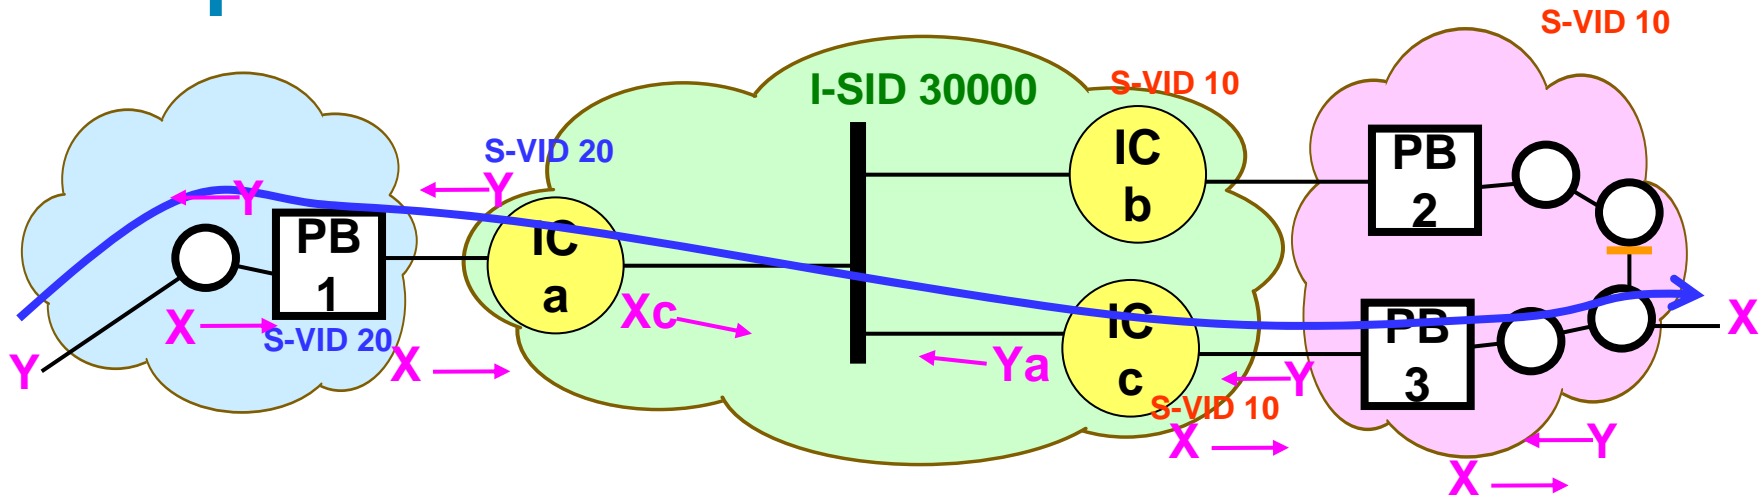 S-VID 10
I-SID 30000
S-VID 10
S-VID 20
IC
b
PB
2
Y
Y
PB
1
IC
a
Xc
X
S-VID 20
Y
X
IC
c
Ya
Y
S-VID 10
PB
3
X
X
Y
X